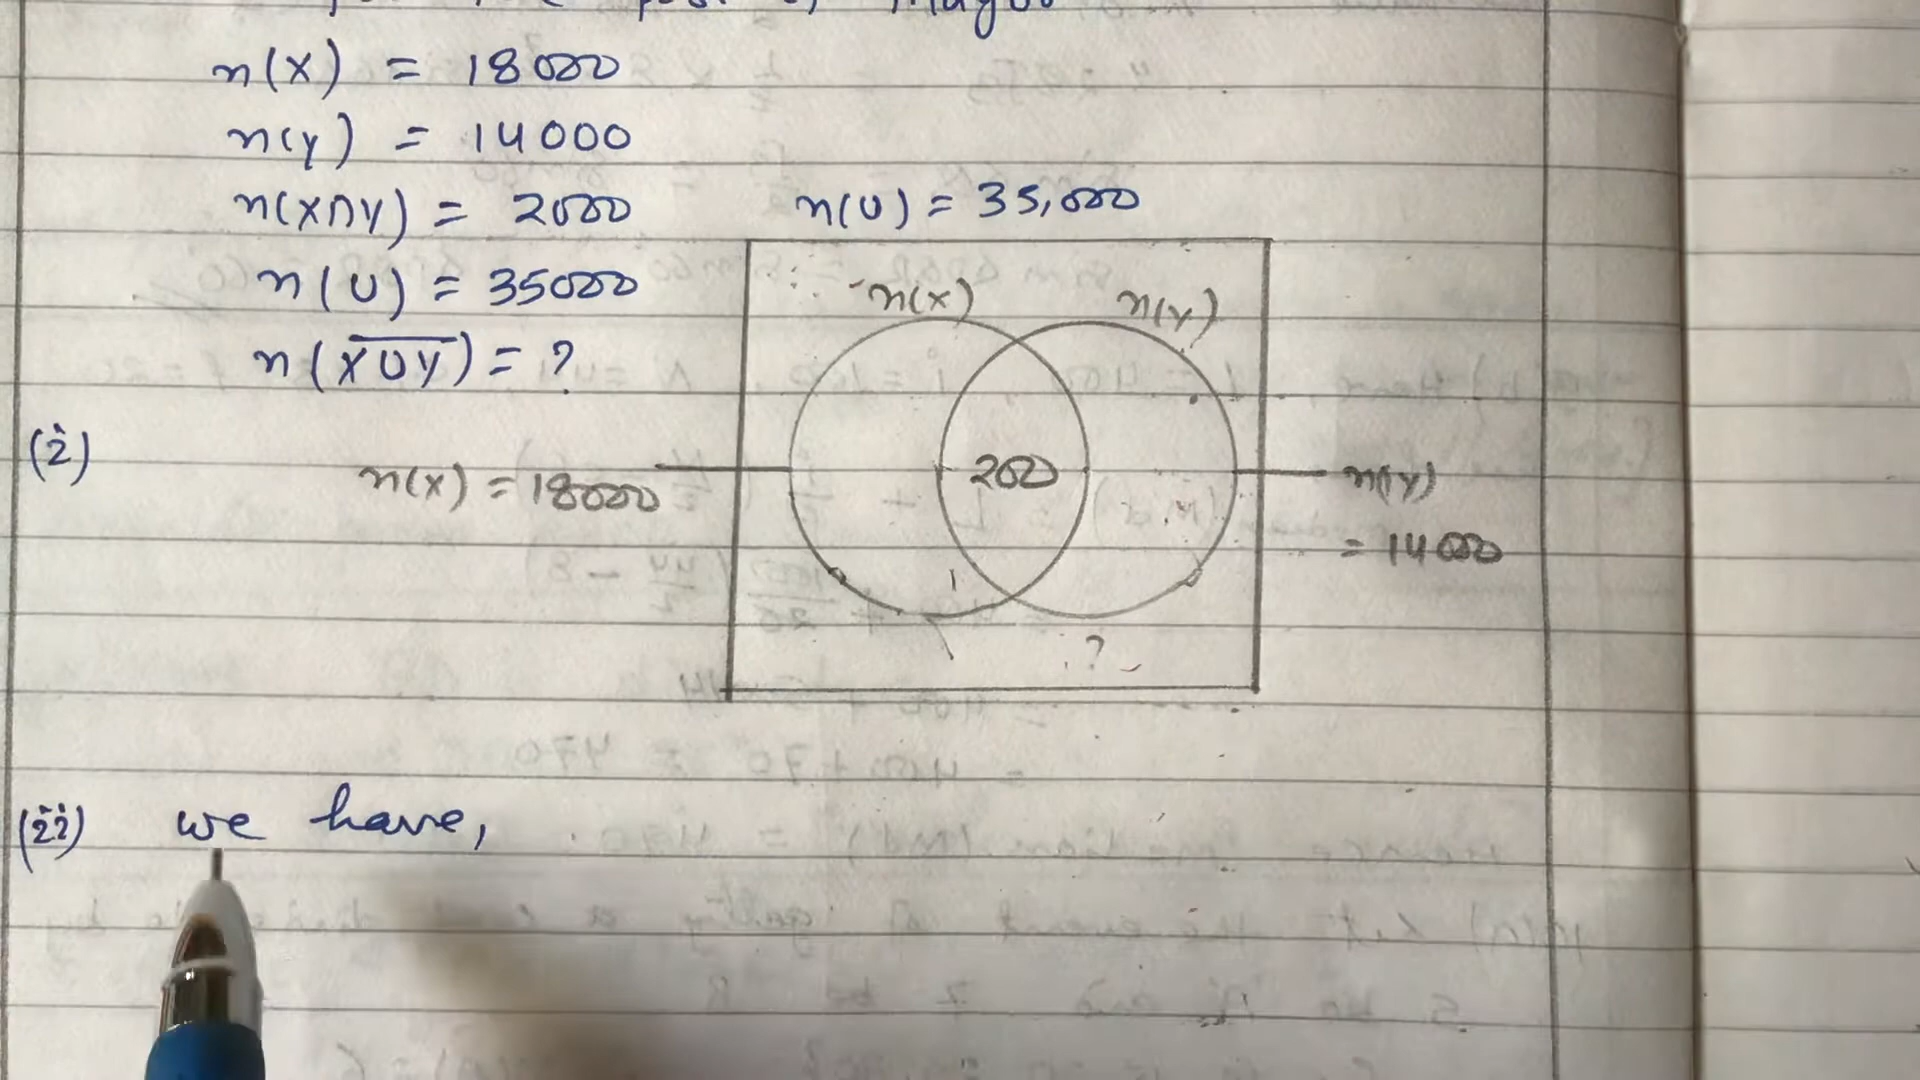 n(X) = 18000
n(Y) = 14000
n(X∩Y) = 2000
n(U) = 35,000
n(U) = 35000
n(X∪Y)̅ = ?
n(X)
n(Y)
(i)
n(X) = 18000
2000
n(Y)
= 14000
?
(ii) we have,